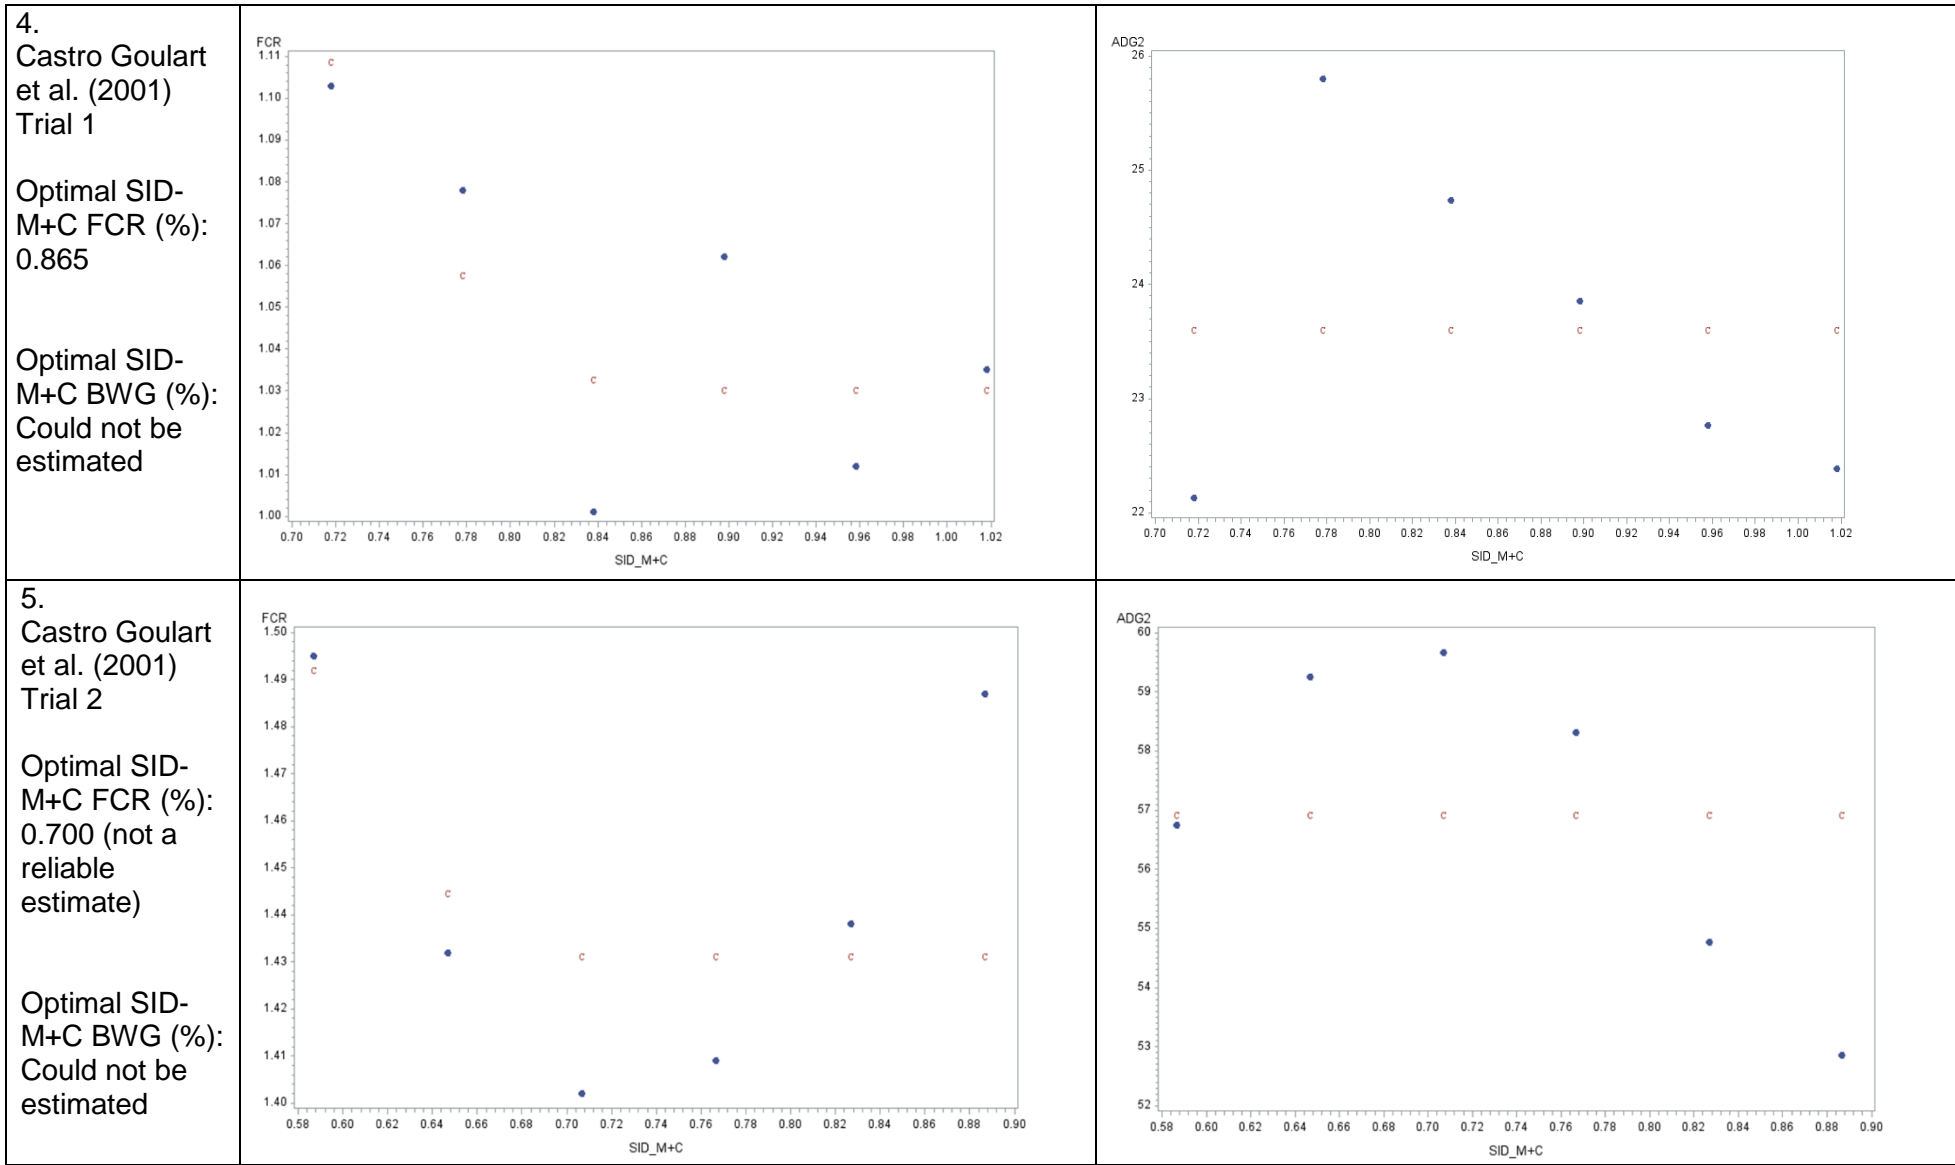 4.
Castro Goulart
et al. (2001)
Trial 1
Optimal SID-
M+C FCR (%):
0.865
Optimal SID-
M+C BWG (%):
Could not be
estimated
FCR
1.11
1.10
1.09
1.08
1.07
1.06
1.05
1.04
1.03
1.02
1.01
1.00
c
c
c
c
c
c
0.70 0.72 0.74 0.76 0.78 0.80 0.82 0.84 0.86 0.88 0.90 0.92 0.94 0.96 0.98 1.00 1.02
SID_M+C
ADG2
26
25
24
23
22
c c c c c c
0.70 0.72 0.74 0.76 0.78 0.80 0.82 0.84 0.86 0.88 0.90 0.92 0.94 0.96 0.98 1.00 1.02
SID_M+C
5.
Castro Goulart
et al. (2001)
Trial 2
Optimal SID-
M+C FCR (%):
0.700 (not a
reliable
estimate)
Optimal SID-
M+C BWG (%):
Could not be
estimated
FCR
1.50
1.49
1.48
1.47
1.46
1.45
1.44
1.43
1.42
1.41
1.40
c
c
c c c c
0.58 0.60 0.62 0.64 0.66 0.68 0.70 0.72 0.74 0.76 0.78 0.80 0.82 0.84 0.86 0.88 0.90
SID_M+C
ADG2
60
59
58
57
56
55
54
53
52
c c c c c c
0.58 0.60 0.62 0.64 0.66 0.68 0.70 0.72 0.74 0.76 0.78 0.80 0.82 0.84 0.86 0.88 0.90
SID_M+C